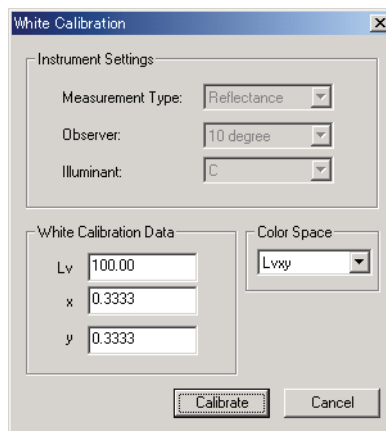 White Calibration
Instrument Settings
Measurement Type: Reflectance
Observer: 10 degree
Illuminant: C
White Calibration Data
Lv 100.00
x 0.3333
y 0.3333
Color Space
Lvxy
Calibrate Cancel